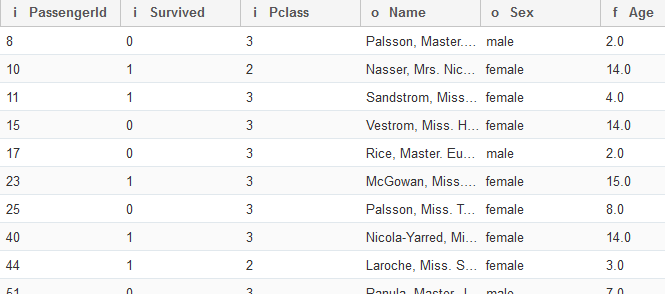 i PassengerId i Survived i Pclass o Name o Sex f Age
8 0 3 Palsson, Master.… male 2.0
10 1 2 Nasser, Mrs. Nic… female 14.0
11 1 3 Sandstrom, Miss… female 4.0
15 0 3 Vestrom, Miss. H… female 14.0
17 0 3 Rice, Master. Eu… male 2.0
23 1 3 McGowan, Miss.… female 15.0
25 0 3 Palsson, Miss. T… female 8.0
40 1 3 Nicola-Yarred, Mi… female 14.0
44 1 2 Laroche, Miss. S… female 3.0
51 0 3 Panula, Master. J… male 7.0